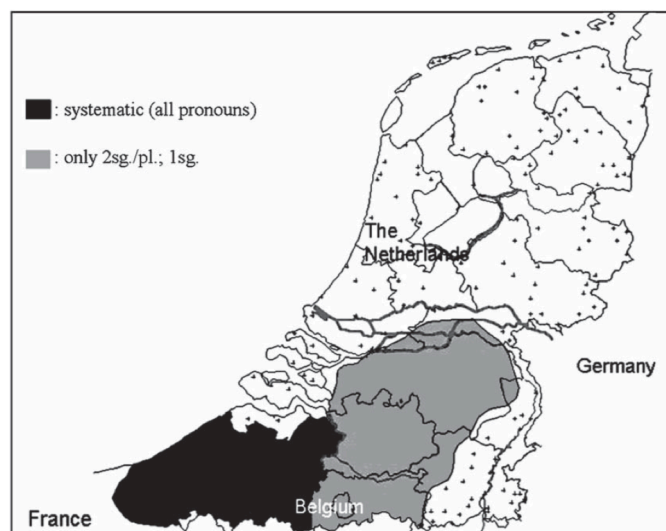 : systematic (all pronouns)
: only 2sg./pl.; 1sg.
The
Netherlands
Germany
Belgium
France